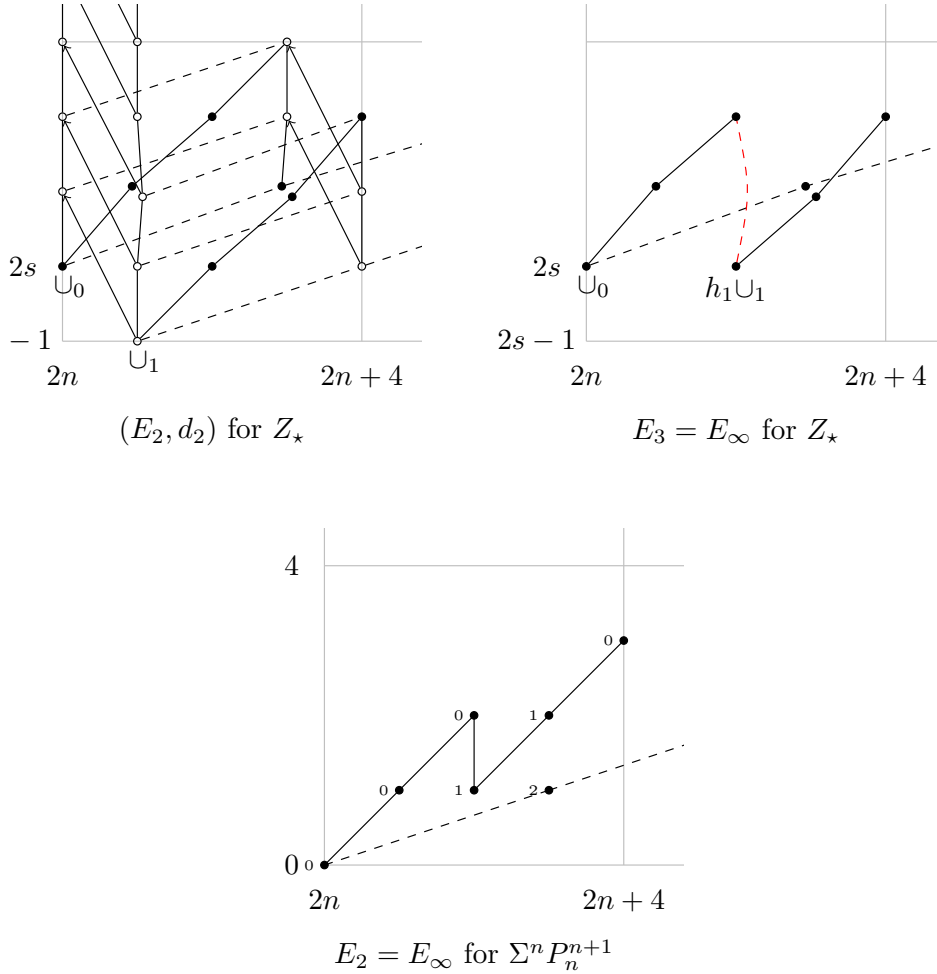 2s
∪₀
− 1
∪₁
2n
2n + 4
(E₂, d₂) for Z⋆
2s
∪₀
h₁∪₁
2s − 1
2n
2n + 4
E₃ = E∞ for Z⋆
4
0
0
1
0
1
2
0
0
2n
2n + 4
E₂ = E∞ for ΣⁿPₙⁿ⁺¹